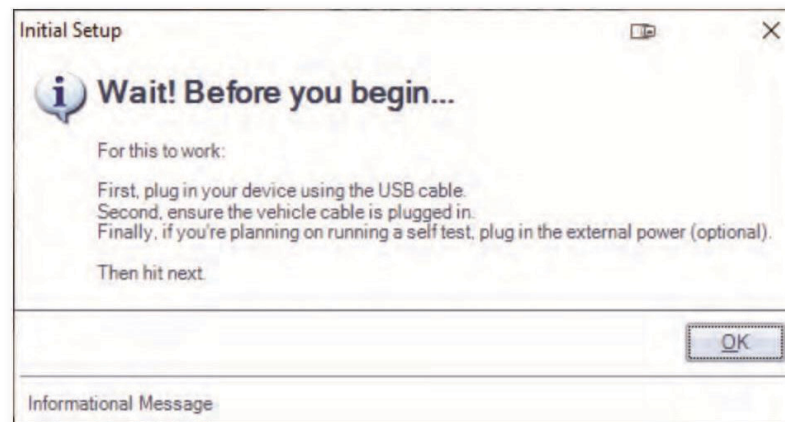 Initial Setup
Wait! Before you begin...
For this to work:
First, plug in your device using the USB cable.
Second, ensure the vehicle cable is plugged in.
Finally, if you're planning on running a self test, plug in the external power (optional).
Then hit next.
OK
Informational Message